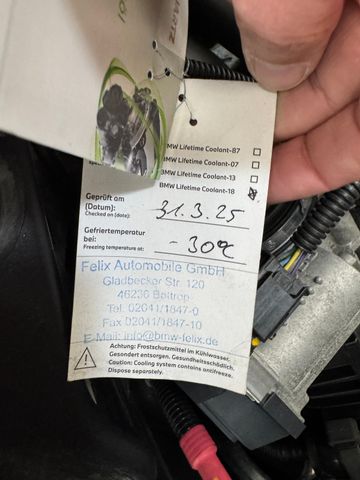 BMW Lifetime Coolant-87
BMW Lifetime Coolant-07
BMW Lifetime Coolant-13
BMW Lifetime Coolant-18
Geprüft am
(Datum):
Checked on (date):
31.3.25
Gefriertemperatur
bei:
Freezing temperature at:
-30°C
Felix Automobile GmbH
Gladbecker Str. 120
46236 Bottrop
Tel: 02041/1847-0
Fax 02041/1847-10
E-Mail: info@bmw-felix.de
Achtung: Frostschutzmittel im Kühlwasser.
Gesondert entsorgen. Gesundheitsschädlich.
Caution: Cooling system contains antifreeze.
Dispose separately.